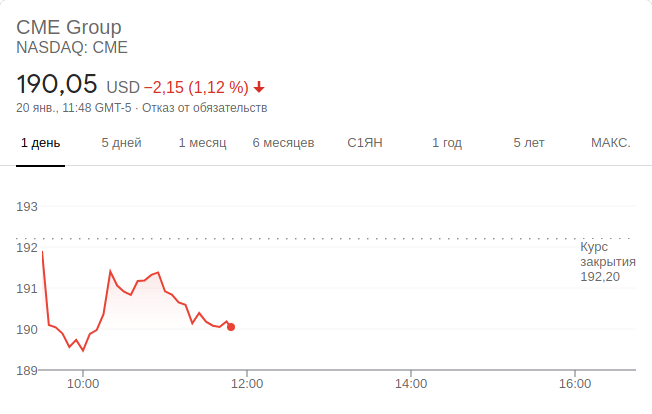 CME Group
NASDAQ: CME
190,05 USD −2,15 (1,12 %)
20 янв., 11:48 GMT-5 · Отказ от обязательств
1 день 5 дней 1 месяц 6 месяцев С1ЯН 1 год 5 лет МАКС.
193
192
Курс
закрытия
192,20
191
190
189
10:00 12:00 14:00 16:00